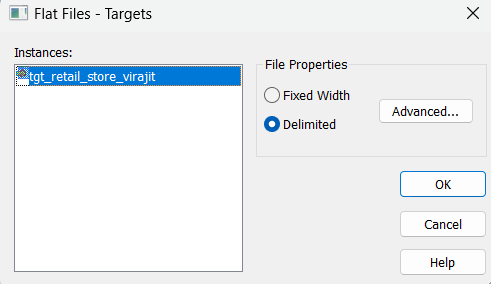 Flat Files - Targets
Instances:
tgt_retail_store_virajit
File Properties
Fixed Width
Delimited
Advanced...
OK
Cancel
Help